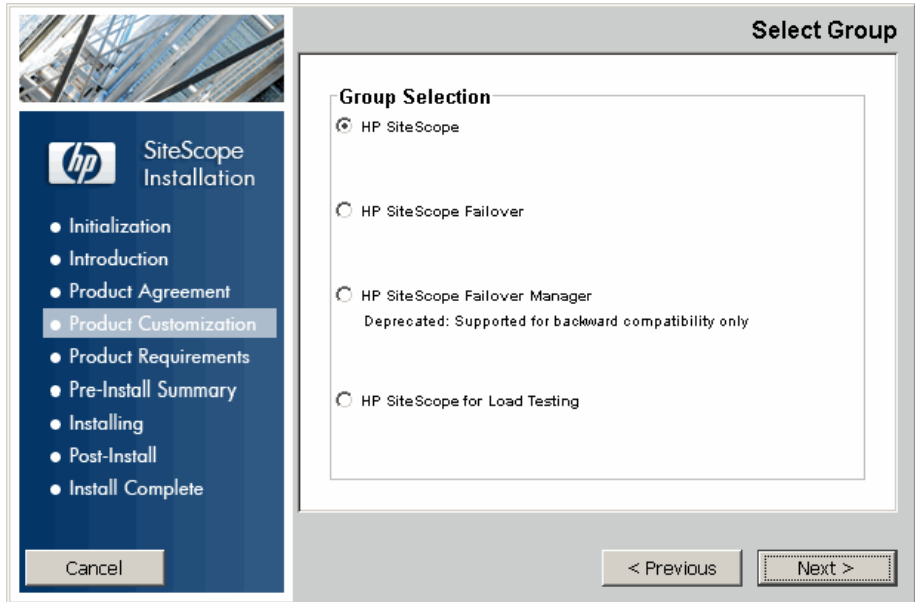 Select Group
hp
SiteScope
Installation
Initialization
Introduction
Product Agreement
Product Customization
Product Requirements
Pre-Install Summary
Installing
Post-Install
Install Complete
Group Selection
HP SiteScope
HP SiteScope Failover
HP SiteScope Failover Manager
Deprecated: Supported for backward compatibility only
HP SiteScope for Load Testing
Cancel
< Previous
Next >